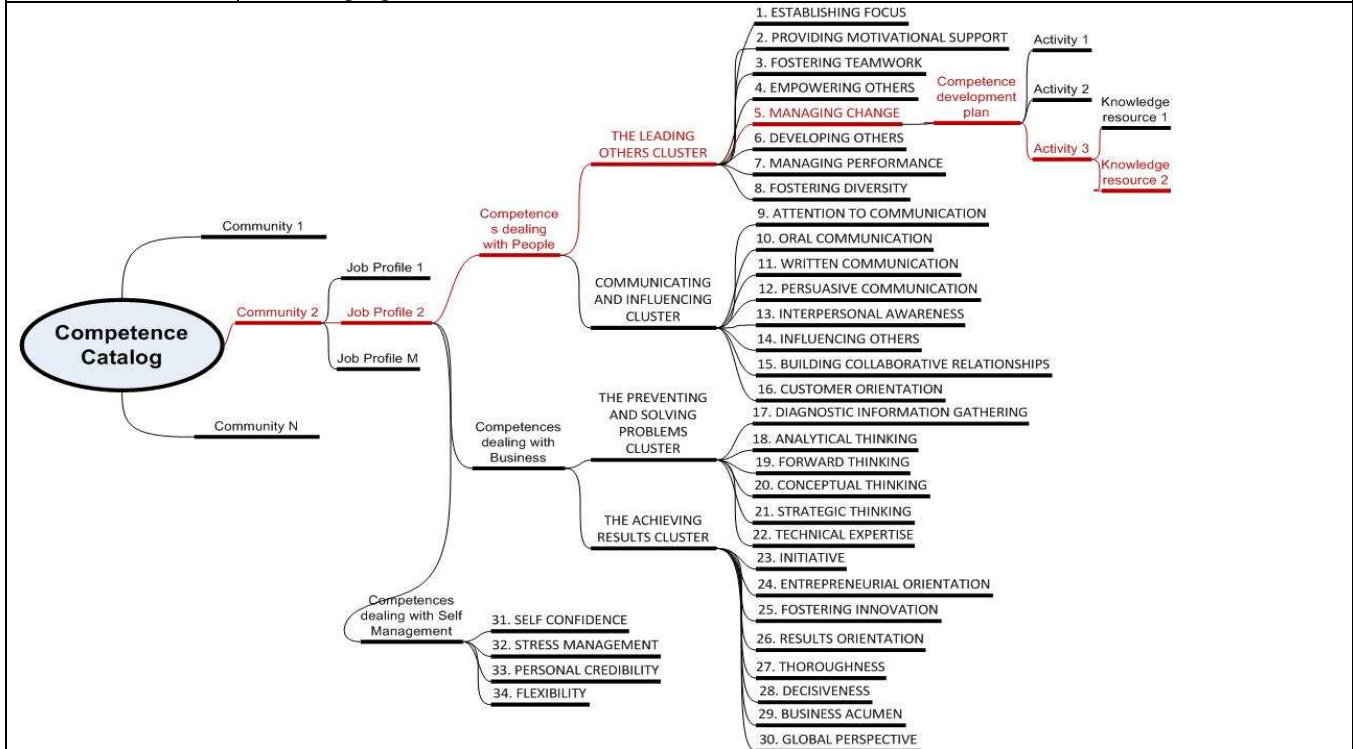 1. ESTABLISHING FOCUS
2. PROVIDING MOTIVATIONAL SUPPORT
3. FOSTERING TEAMWORK
4. EMPOWERING OTHERS
5. MANAGING CHANGE
6. DEVELOPING OTHERS
7. MANAGING PERFORMANCE
8. FOSTERING DIVERSITY
Competence
development
plan
Activity 1
Activity 2
Activity 3
Knowledge
resource 1
Knowledge
resource 2
THE LEADING
OTHERS CLUSTER
Competence
s dealing
with People
9. ATTENTION TO COMMUNICATION
10. ORAL COMMUNICATION
11. WRITTEN COMMUNICATION
12. PERSUASIVE COMMUNICATION
13. INTERPERSONAL AWARENESS
14. INFLUENCING OTHERS
15. BUILDING COLLABORATIVE RELATIONSHIPS
16. CUSTOMER ORIENTATION
COMMUNICATING
AND INFLUENCING
CLUSTER
Community 1
Community 2
Community N
Job Profile 1
Job Profile 2
Job Profile M
Competence
Catalog
THE PREVENTING
AND SOLVING
PROBLEMS
CLUSTER
17. DIAGNOSTIC INFORMATION GATHERING
18. ANALYTICAL THINKING
19. FORWARD THINKING
20. CONCEPTUAL THINKING
21. STRATEGIC THINKING
22. TECHNICAL EXPERTISE
Competences
dealing with
Business
THE ACHIEVING
RESULTS CLUSTER
23. INITIATIVE
24. ENTREPRENEURIAL ORIENTATION
25. FOSTERING INNOVATION
26. RESULTS ORIENTATION
27. THOROUGHNESS
28. DECISIVENESS
29. BUSINESS ACUMEN
30. GLOBAL PERSPECTIVE
Competences
dealing with Self
Management
31. SELF CONFIDENCE
32. STRESS MANAGEMENT
33. PERSONAL CREDIBILITY
34. FLEXIBILITY